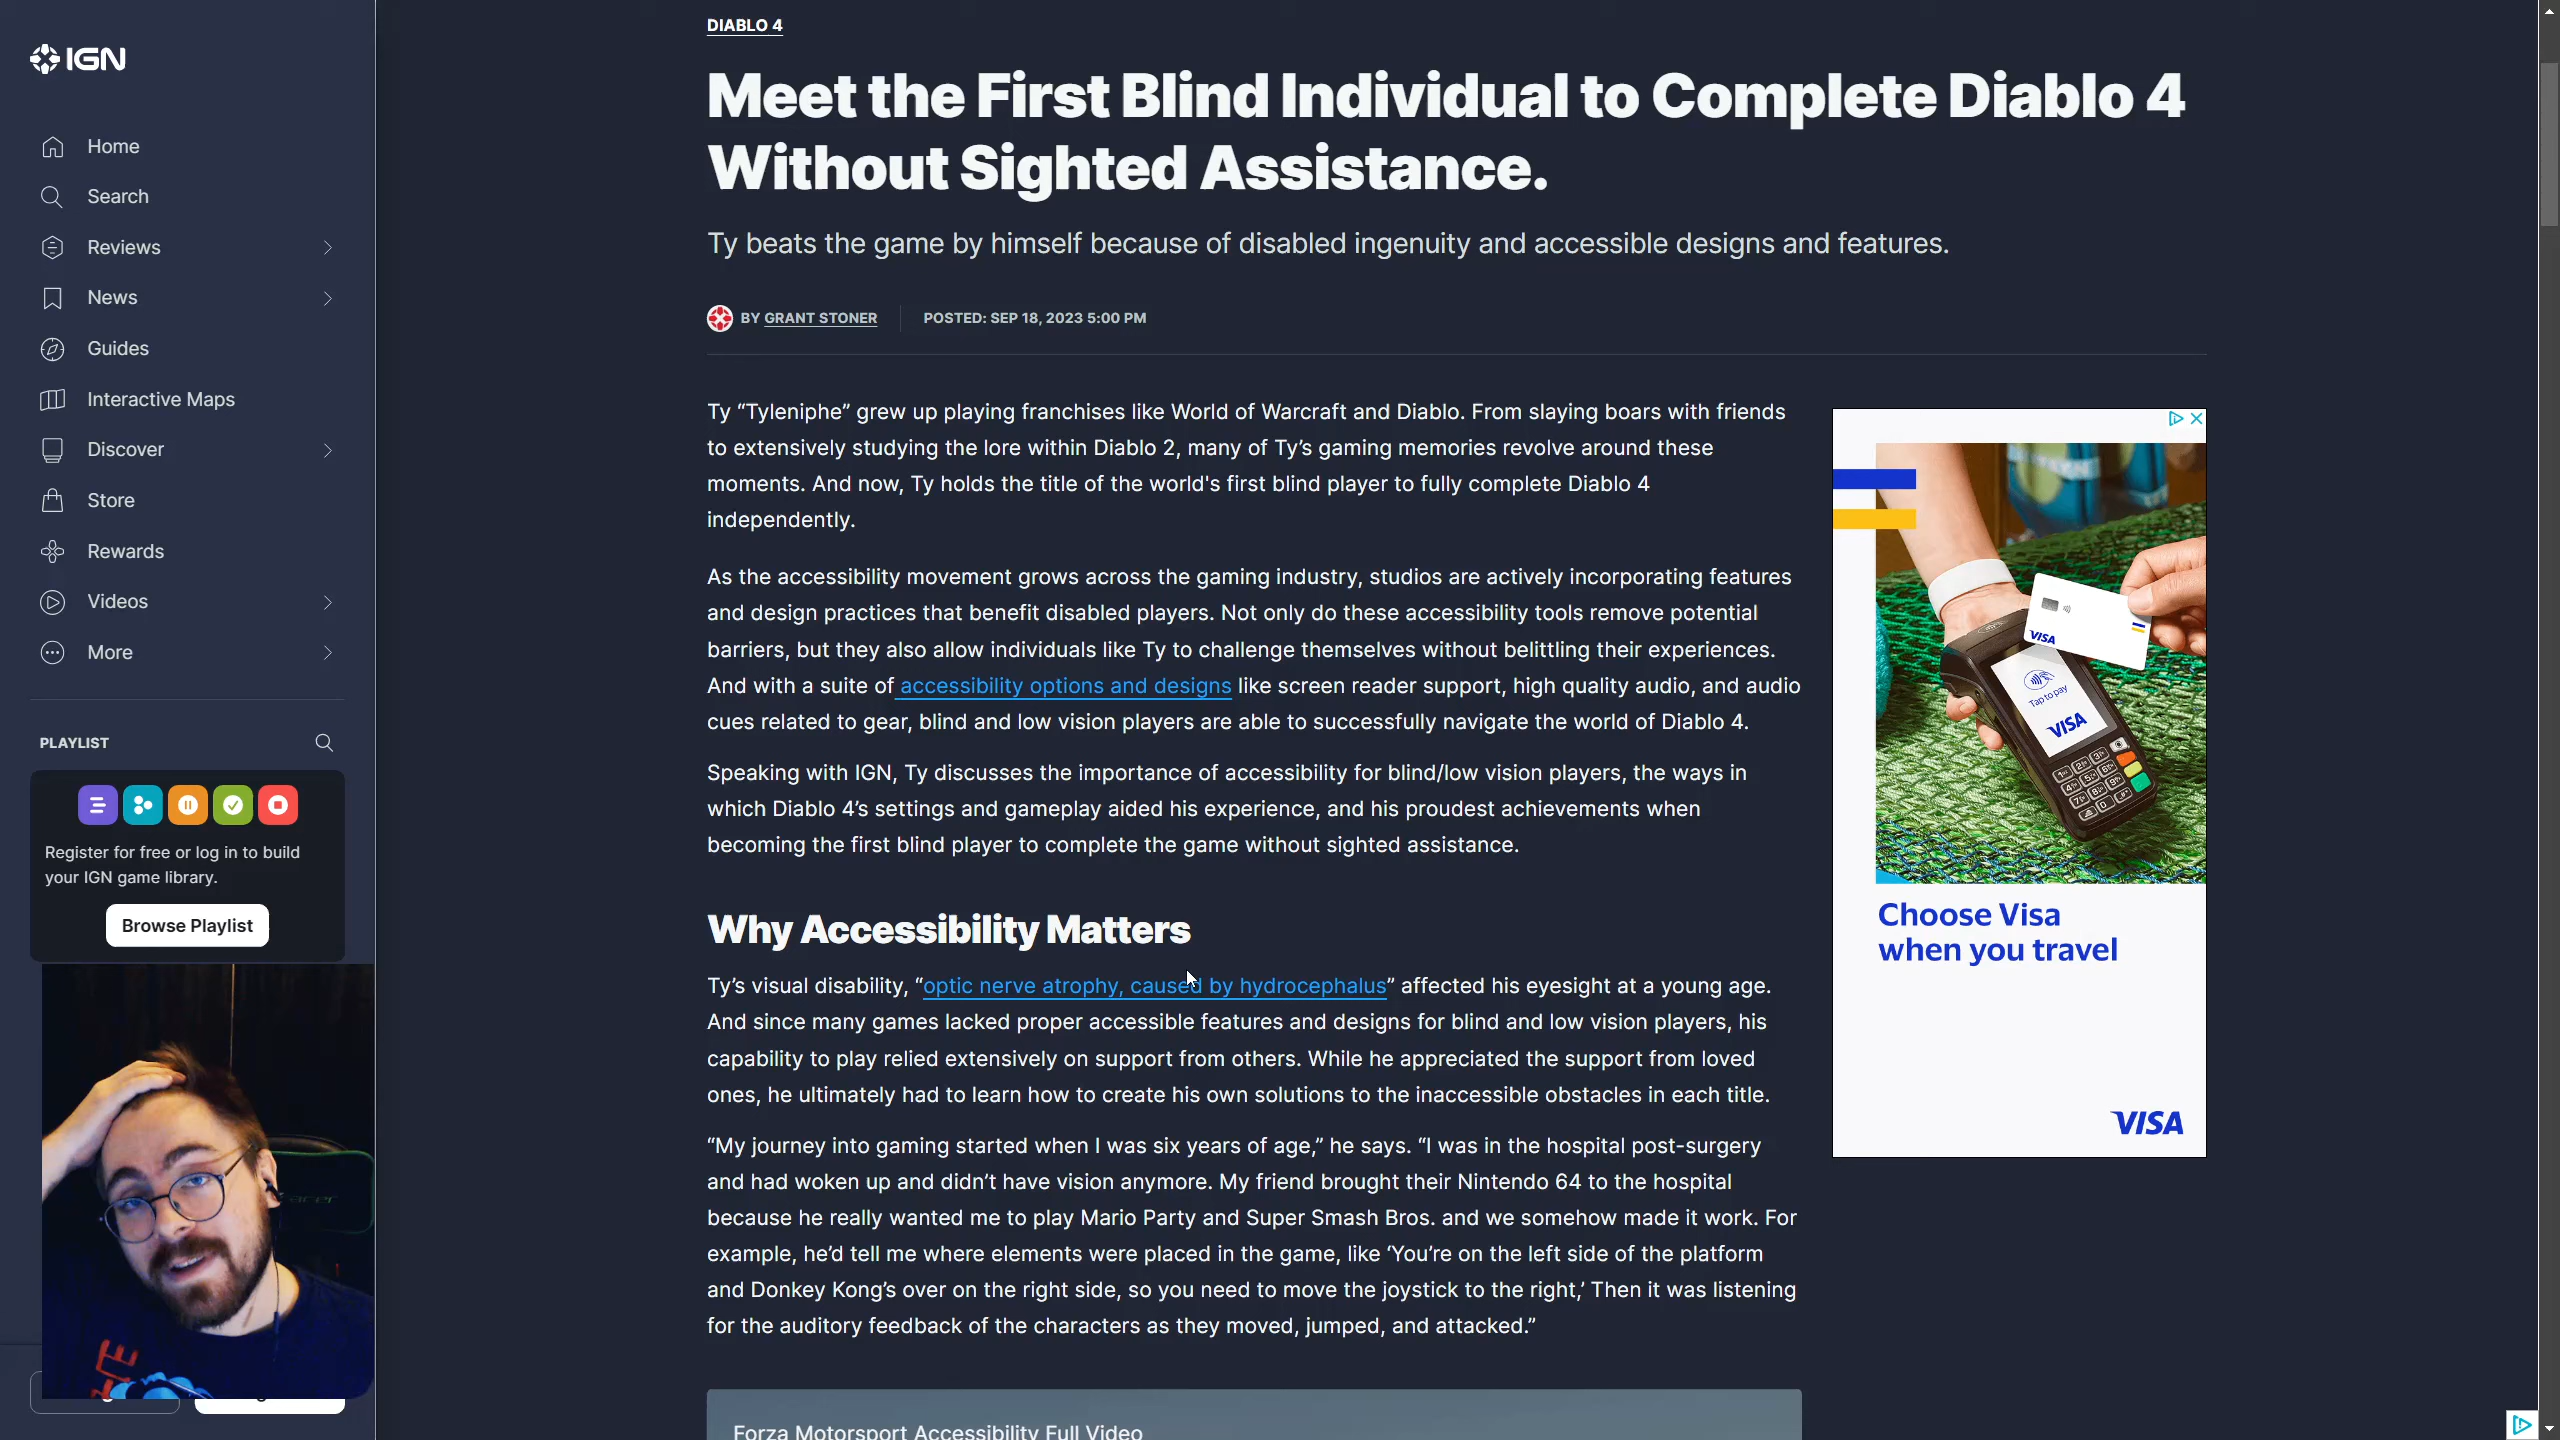 IGN
Home
Search
Reviews
News
Guides
Interactive Maps
Discover
Store
Rewards
Videos
More
PLAYLIST
Register for free or log in to build
your IGN game library.
Browse Playlist
DIABLO 4
Meet the First Blind Individual to Complete Diablo 4
Without Sighted Assistance.
Ty beats the game by himself because of disabled ingenuity and accessible designs and features.
BY GRANT STONER
POSTED: SEP 18, 2023 5:00 PM
Ty “Tyleniphe” grew up playing franchises like World of Warcraft and Diablo. From slaying boars with friends
to extensively studying the lore within Diablo 2, many of Ty’s gaming memories revolve around these
moments. And now, Ty holds the title of the world's first blind player to fully complete Diablo 4
independently.
As the accessibility movement grows across the gaming industry, studios are actively incorporating features
and design practices that benefit disabled players. Not only do these accessibility tools remove potential
barriers, but they also allow individuals like Ty to challenge themselves without belittling their experiences.
And with a suite of accessibility options and designs like screen reader support, high quality audio, and audio
cues related to gear, blind and low vision players are able to successfully navigate the world of Diablo 4.
Speaking with IGN, Ty discusses the importance of accessibility for blind/low vision players, the ways in
which Diablo 4’s settings and gameplay aided his experience, and his proudest achievements when
becoming the first blind player to complete the game without sighted assistance.
Why Accessibility Matters
Ty’s visual disability, “optic nerve atrophy, caused by hydrocephalus” affected his eyesight at a young age.
And since many games lacked proper accessible features and designs for blind and low vision players, his
capability to play relied extensively on support from others. While he appreciated the support from loved
ones, he ultimately had to learn how to create his own solutions to the inaccessible obstacles in each title.
“My journey into gaming started when I was six years of age,” he says. “I was in the hospital post-surgery
and had woken up and didn’t have vision anymore. My friend brought their Nintendo 64 to the hospital
because he really wanted me to play Mario Party and Super Smash Bros. and we somehow made it work. For
example, he’d tell me where elements were placed in the game, like ‘You’re on the left side of the platform
and Donkey Kong’s over on the right side, so you need to move the joystick to the right,’ Then it was listening
for the auditory feedback of the characters as they moved, jumped, and attacked.”
Forza Motorsport Accessibility Full Video
VISA
Tap to pay
VISA
Choose Visa
when you travel
VISA
acer